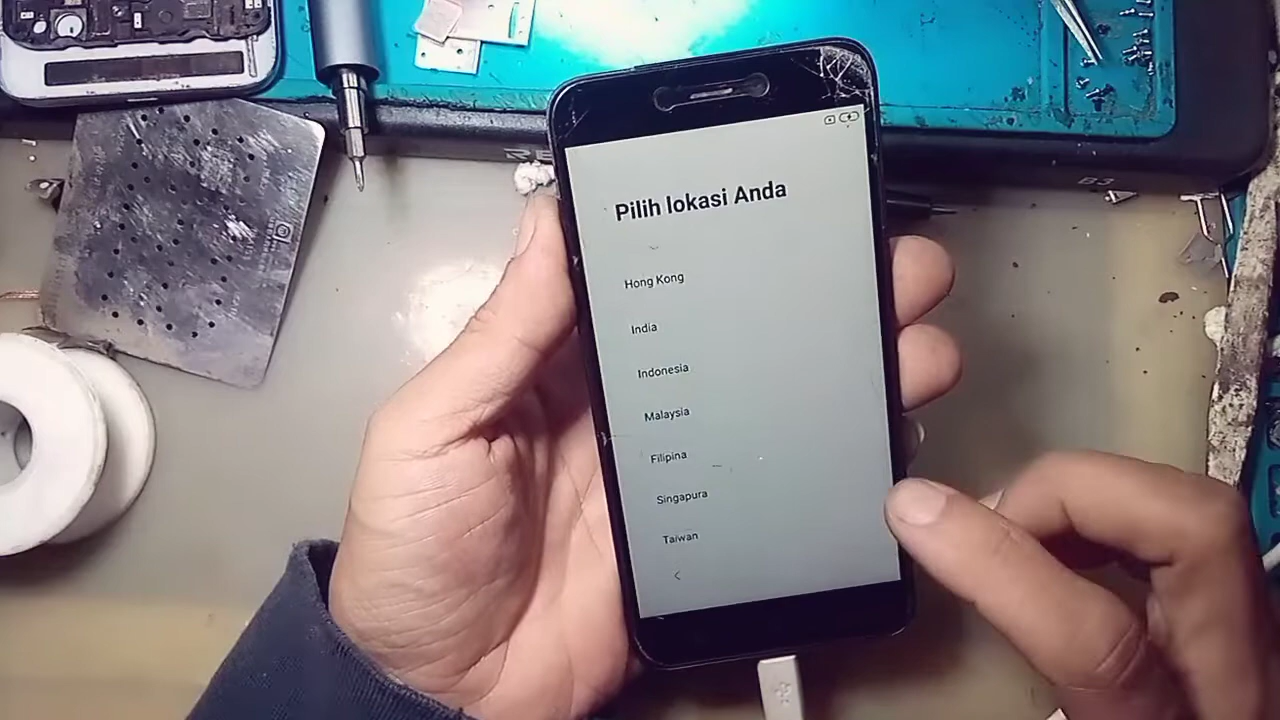 Pilih lokasi Anda
Hong Kong
India
Indonesia
Malaysia
Filipina
Singapura
Taiwan